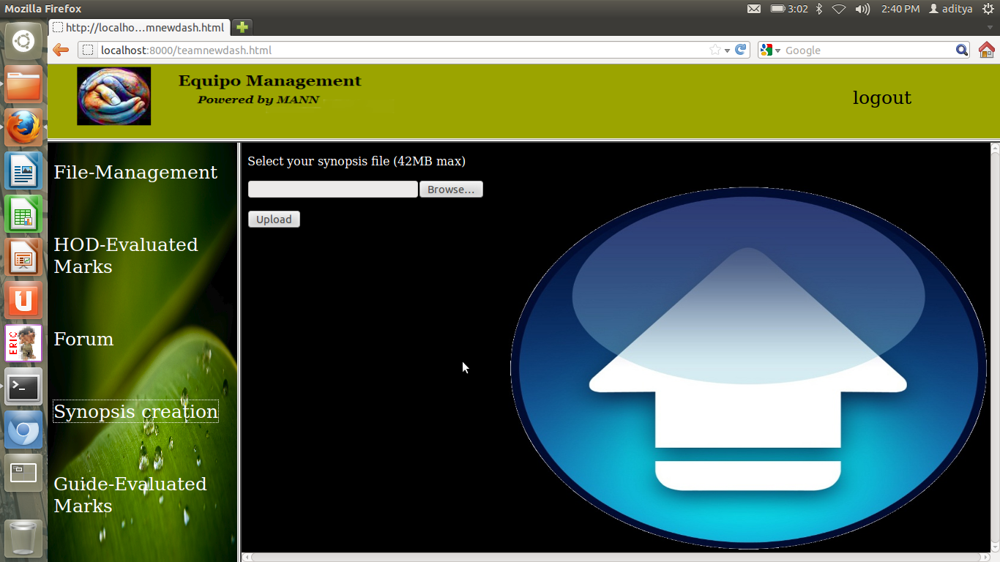 Mozilla Firefox
3:02
2:40 PM
aditya
http://localho...mnewdash.html
localhost:8000/teamnewdash.html
Google
Equipo Management
Powered by MANN
logout
File-Management
HOD-Evaluated
Marks
Forum
Synopsis creation
Guide-Evaluated
Marks
Select your synopsis file (42MB max)
Browse...
Upload
ERIC